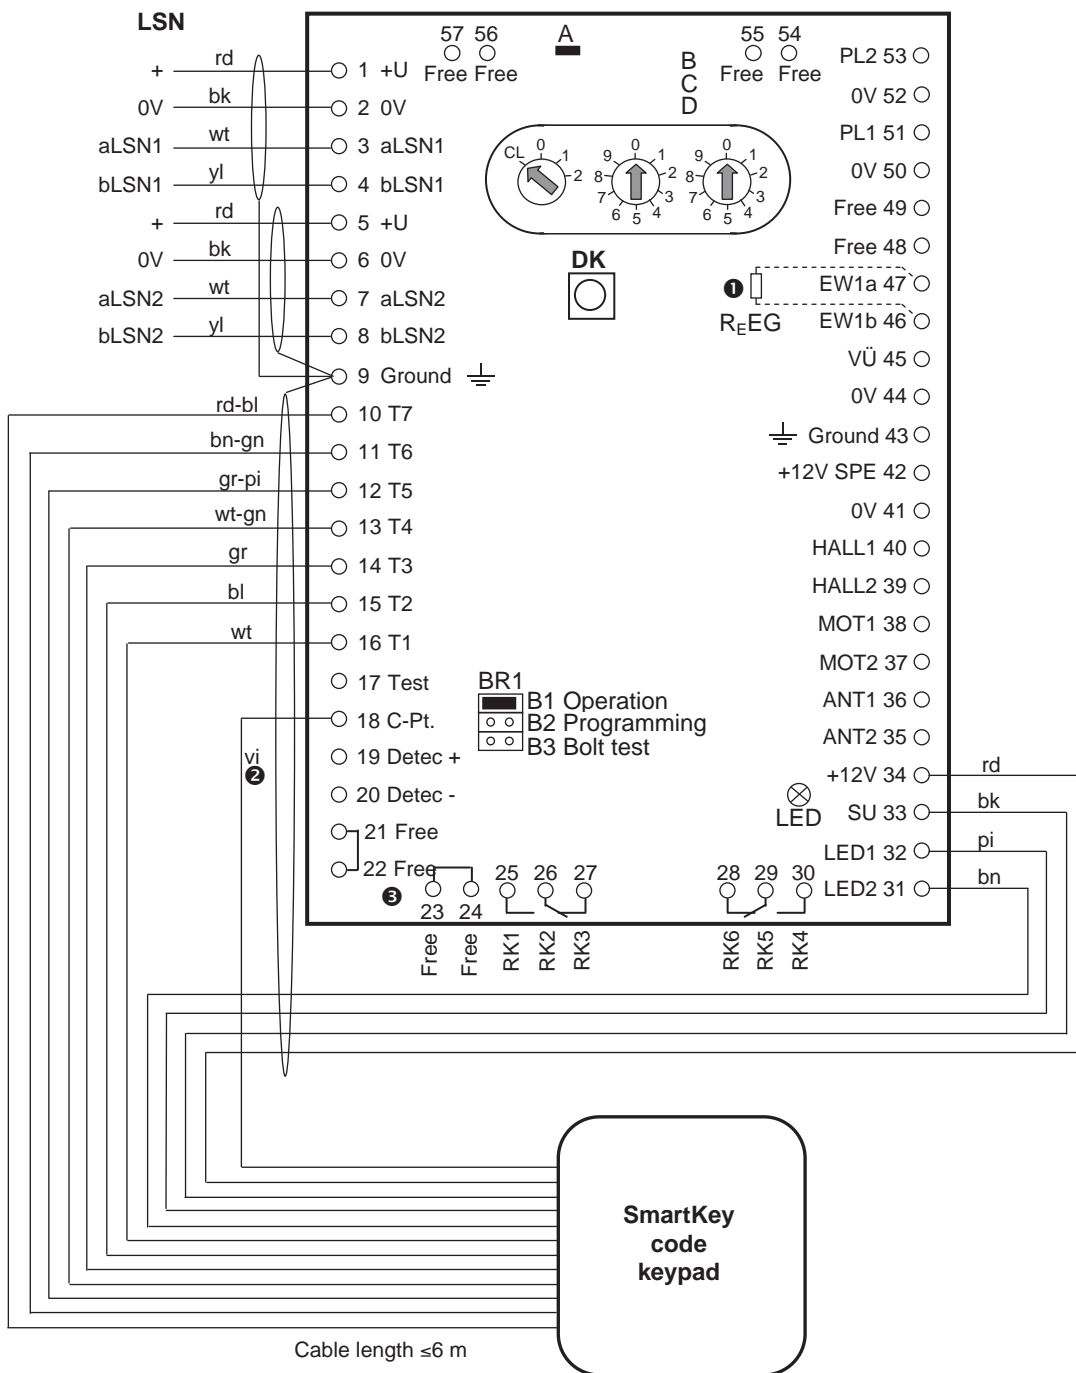 LSN
+ rd
0V bk
aLSN1 wt
bLSN1 yl
+ rd
0V bk
aLSN2 wt
bLSN2 yl
rd-bl
bn-gn
gr-pi
wt-gn
gr
bl
wt
vi
❷
1 +U
2 0V
3 aLSN1
4 bLSN1
5 +U
6 0V
7 aLSN2
8 bLSN2
9 Ground
10 T7
11 T6
12 T5
13 T4
14 T3
15 T2
16 T1
17 Test
18 C-Pt.
19 Detec +
20 Detec -
21 Free
22 Free
❸
57 56
Free Free
A
B
C
D
55 54
Free Free
CL 0 1 2
0 1 2 3 4 5 6 7 8 9
0 1 2 3 4 5 6 7 8 9
DK
❶
REEG
BR1
B1 Operation
B2 Programming
B3 Bolt test
LED
PL2 53
0V 52
PL1 51
0V 50
Free 49
Free 48
EW1a 47
EW1b 46
VÜ 45
0V 44
Ground 43
+12V SPE 42
0V 41
HALL1 40
HALL2 39
MOT1 38
MOT2 37
ANT1 36
ANT2 35
+12V 34 rd
SU 33 bk
LED1 32 pi
LED2 31 bn
23 24 25 26 27 28 29 30
Free Free RK1 RK2 RK3 RK6 RK5 RK4
SmartKey
code
keypad
Cable length ≤6 m